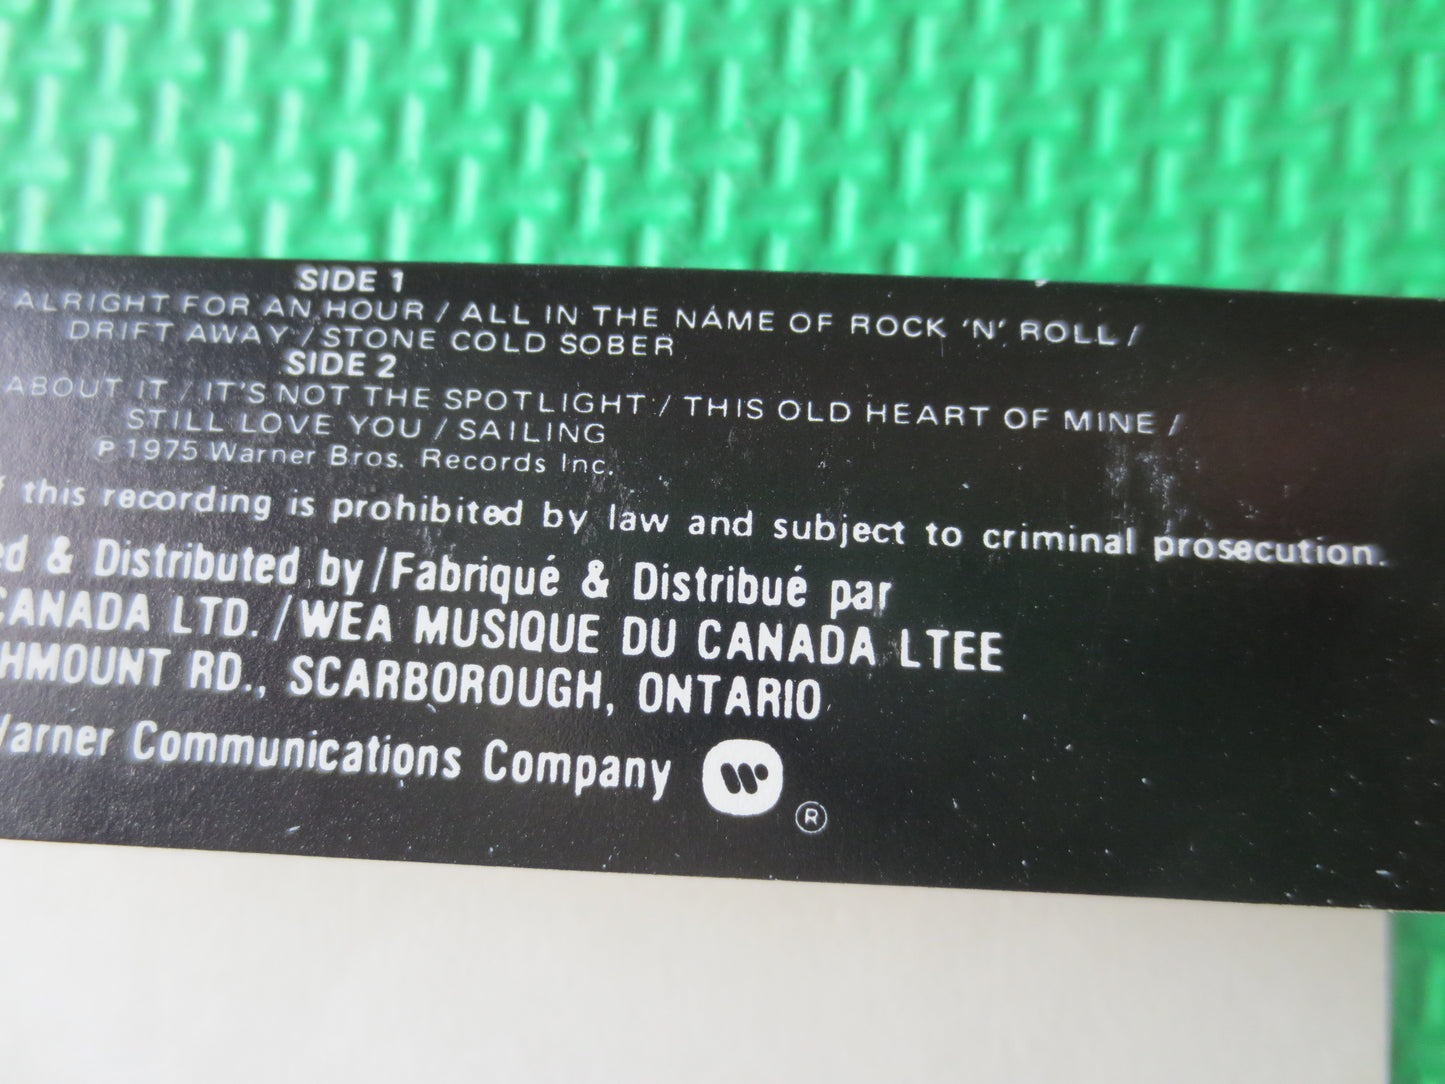 SIDE 1
ALRIGHT FOR AN HOUR / ALL IN THE NAME OF ROCK 'N' ROLL /
DRIFT AWAY / STONE COLD SOBER
SIDE 2
ABOUT IT / IT'S NOT THE SPOTLIGHT / THIS OLD HEART OF MINE /
STILL LOVE YOU / SAILING
℗ 1975 Warner Bros. Records Inc.
this recording is prohibited by law and subject to criminal prosecution.
ed & Distributed by/Fabriqué & Distribué par
CANADA LTD./WEA MUSIQUE DU CANADA LTEE
HMOUNT RD., SCARBOROUGH, ONTARIO
Warner Communications Company
®